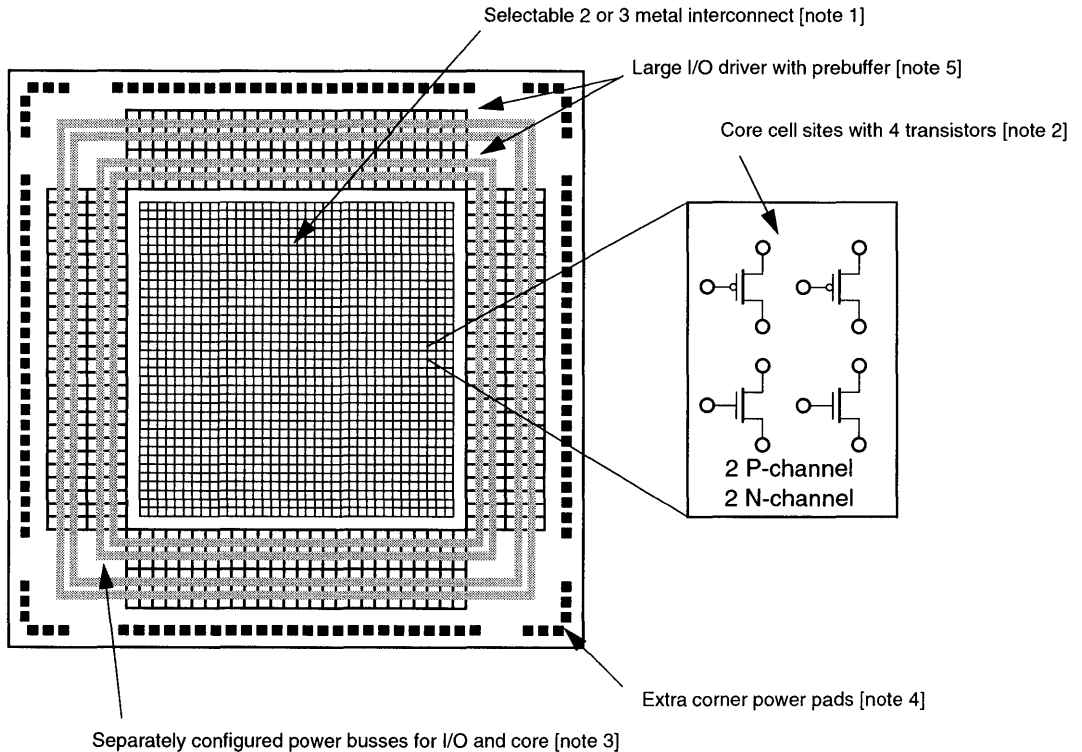 Selectable 2 or 3 metal interconnect [note 1]
Large I/O driver with prebuffer [note 5]
Core cell sites with 4 transistors [note 2]
2 P-channel
2 N-channel
Extra corner power pads [note 4]
Separately configured power busses for I/O and core [note 3]